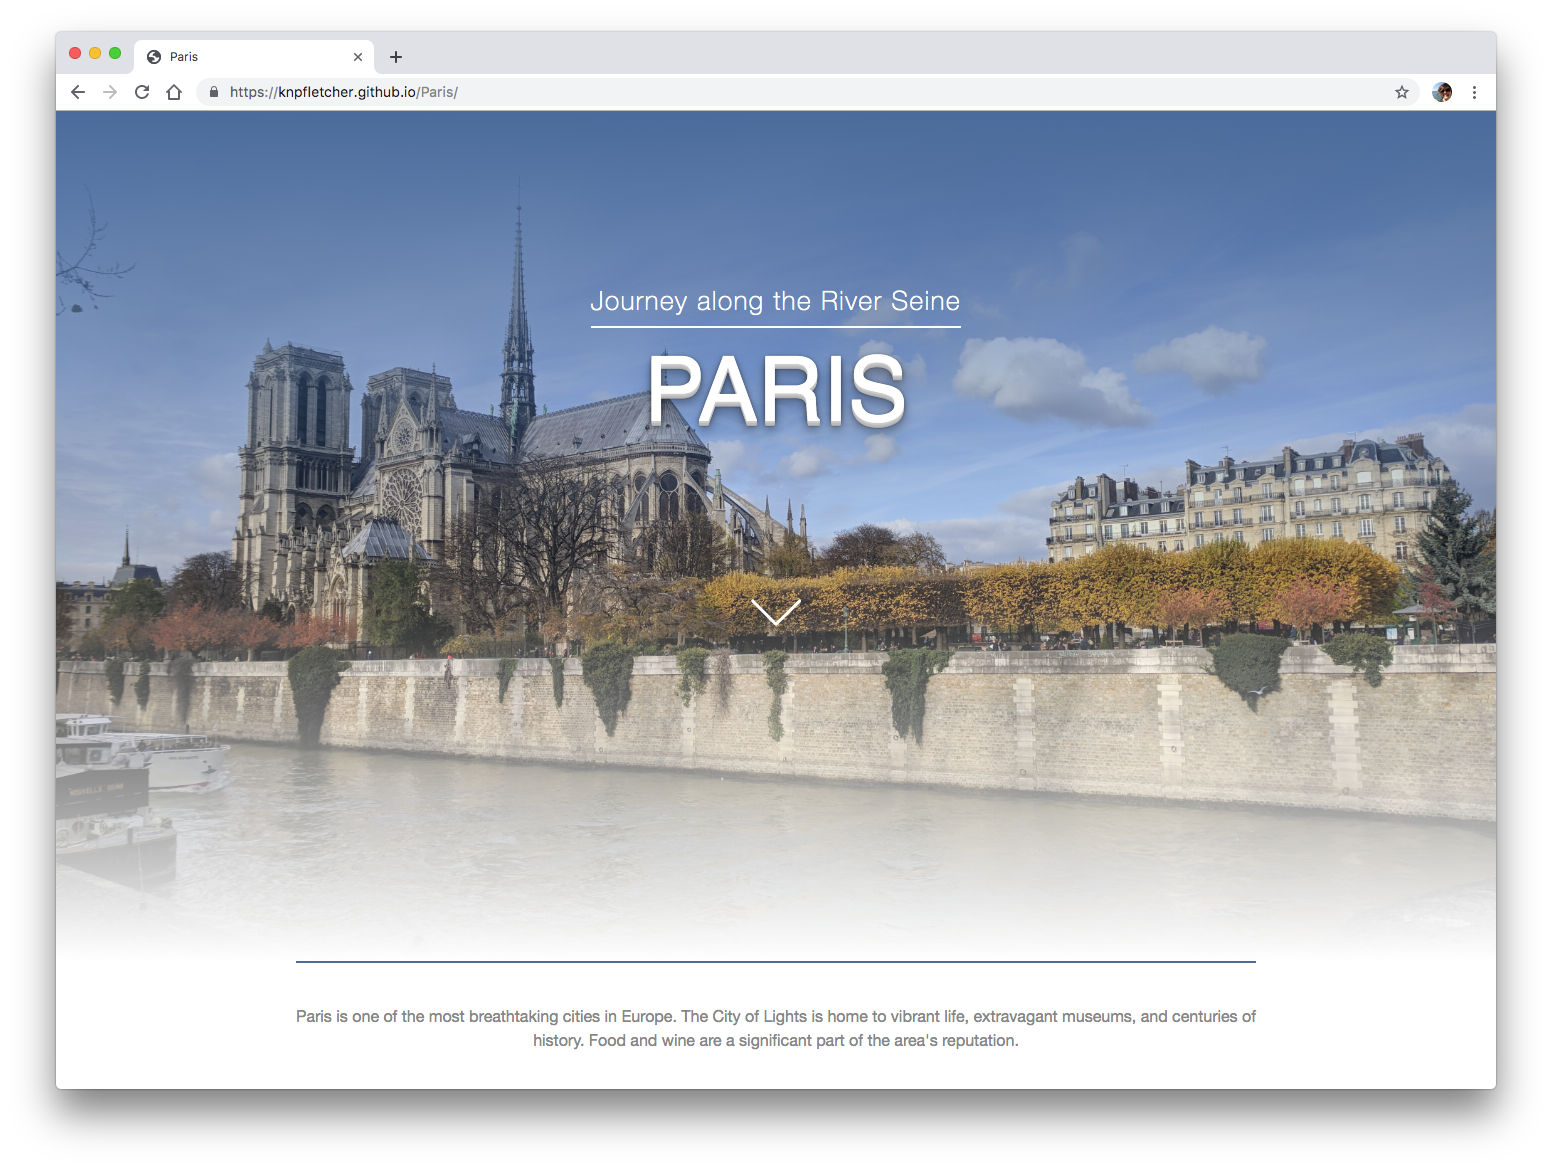 Paris
https://knpfletcher.github.io/Paris/
Journey along the River Seine
PARIS
Paris is one of the most breathtaking cities in Europe. The City of Lights is home to vibrant life, extravagant museums, and centuries of
history. Food and wine are a significant part of the area's reputation.